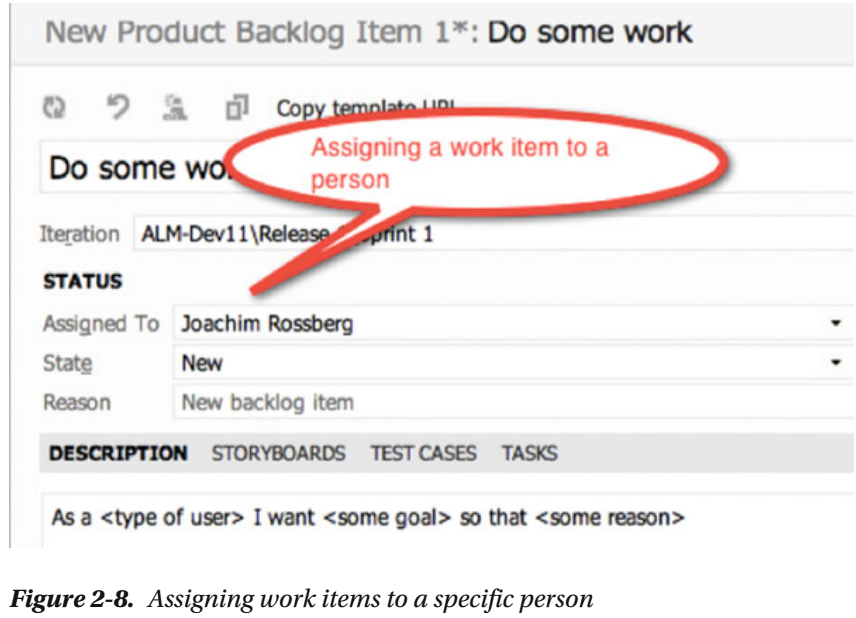 New Product Backlog Item 1*: Do some work
Copy template URL
Assigning a work item to a
person
Do some wo
Iteration ALM-Dev11\Release print 1
STATUS
Assigned To Joachim Rossberg
State New
Reason New backlog item
DESCRIPTION STORYBOARDS TEST CASES TASKS
As a <type of user> I want <some goal> so that <some reason>
Figure 2-8. Assigning work items to a specific person